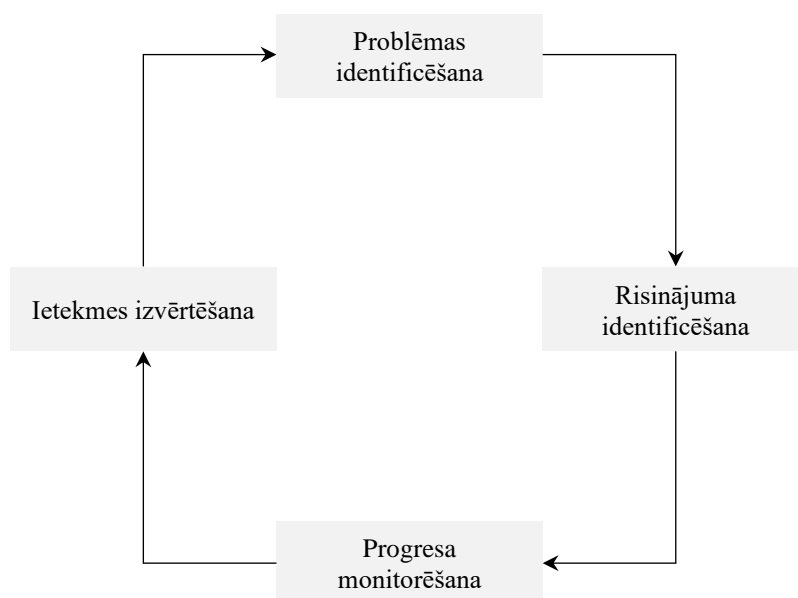 Problēmas
identificēšana
Risinājuma
identificēšana
Ietekmes izvērtēšana
Progresa
monitorēšana